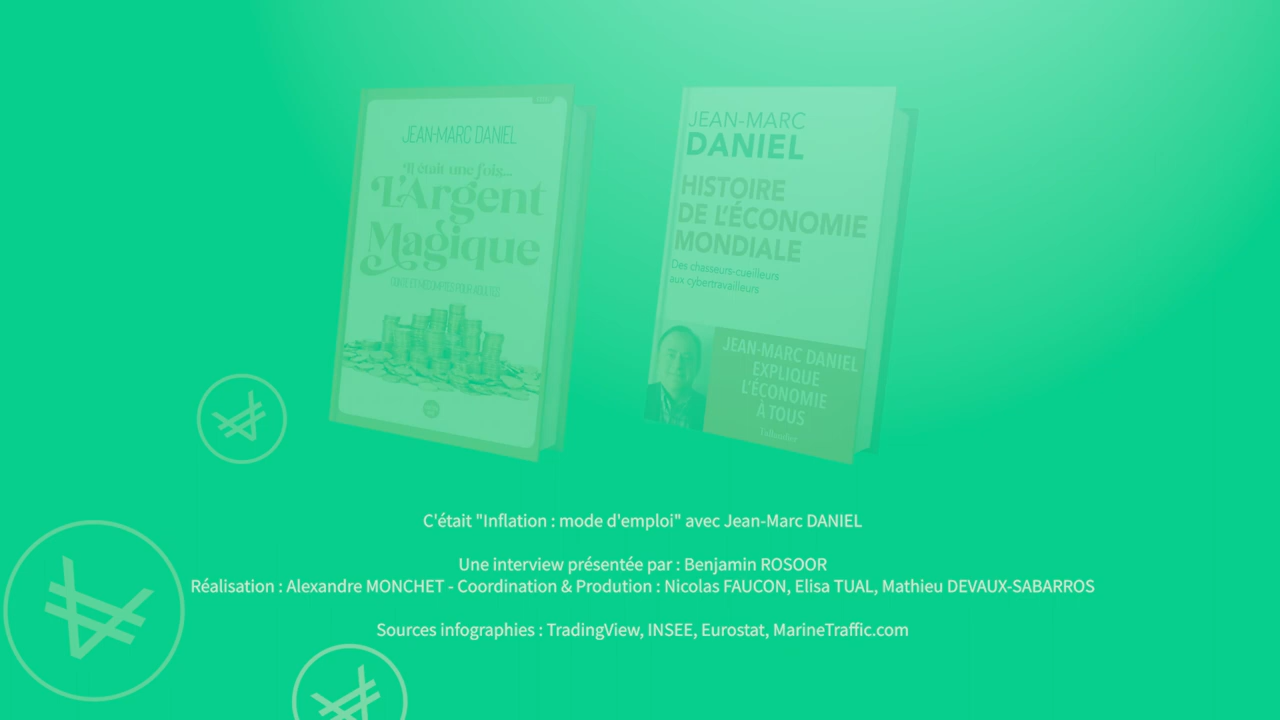 JEAN-MARC DANIEL
Il était une fois...
L'Argent
Magique
JEAN-MARC
DANIEL
HISTOIRE
DE L'ÉCONOMIE
MONDIALE
Des chasseurs-cueilleurs
aux cybertravailleurs
JEAN-MARC DANIEL
EXPLIQUE
L'ÉCONOMIE
À TOUS
Tallandier
C'était "Inflation : mode d'emploi" avec Jean-Marc DANIEL
Une interview présentée par : Benjamin ROSOOR
Réalisation : Alexandre MONCHET - Coordination & Prodution : Nicolas FAUCON, Elisa TUAL, Mathieu DEVAUX-SABARROS
Sources infographies : TradingView, INSEE, Eurostat, MarineTraffic.com